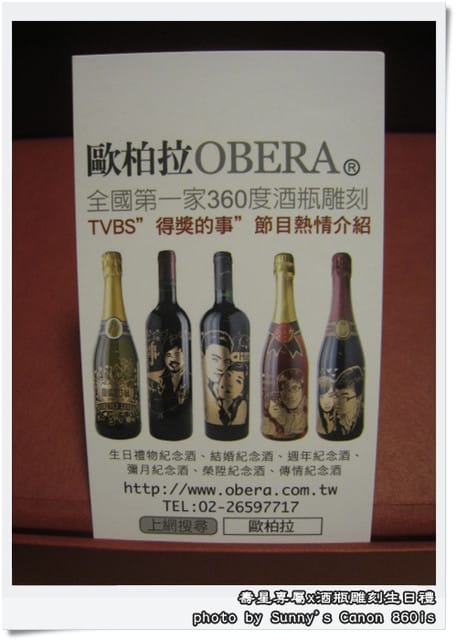 歐柏拉OBERA®
全國第一家360度酒瓶雕刻
TVBS"得獎的事"節目熱情介紹
生日禮物紀念酒、結婚紀念酒、週年紀念酒、
彌月紀念酒、榮陞紀念酒、傳情紀念酒
http://www.obera.com.tw
TEL:02-26597717
上網搜尋 歐柏拉
壽星專屬x酒瓶雕刻生日禮
photo by Sunny's Canon 860is